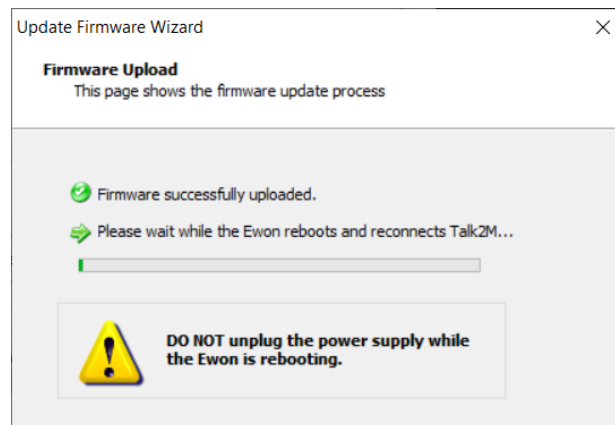 Update Firmware Wizard
Firmware Upload
This page shows the firmware update process
Firmware successfully uploaded.
Please wait while the Ewon reboots and reconnects Talk2M...
DO NOT unplug the power supply while
the Ewon is rebooting.